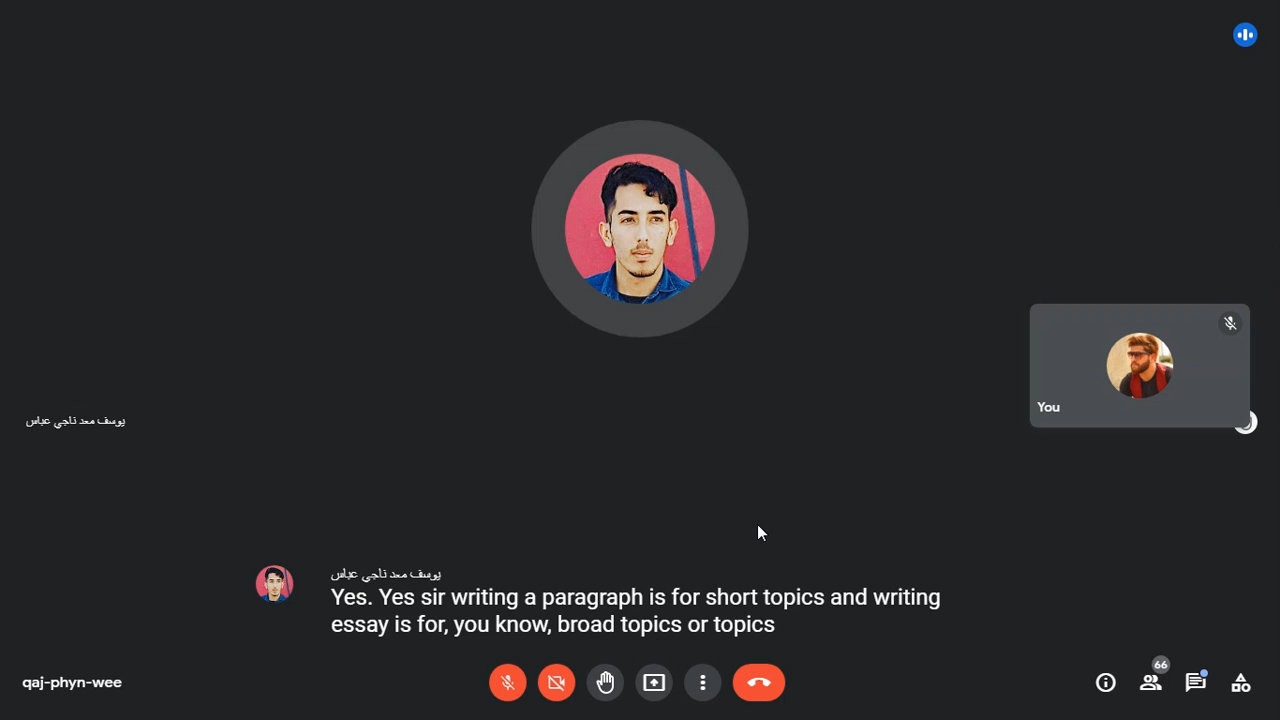 You
يوسف معد ناجي عباس
يوسف معد ناجي عباس
Yes. Yes sir writing a paragraph is for short topics and writing
essay is for, you know, broad topics or topics
66
qaj-phyn-wee